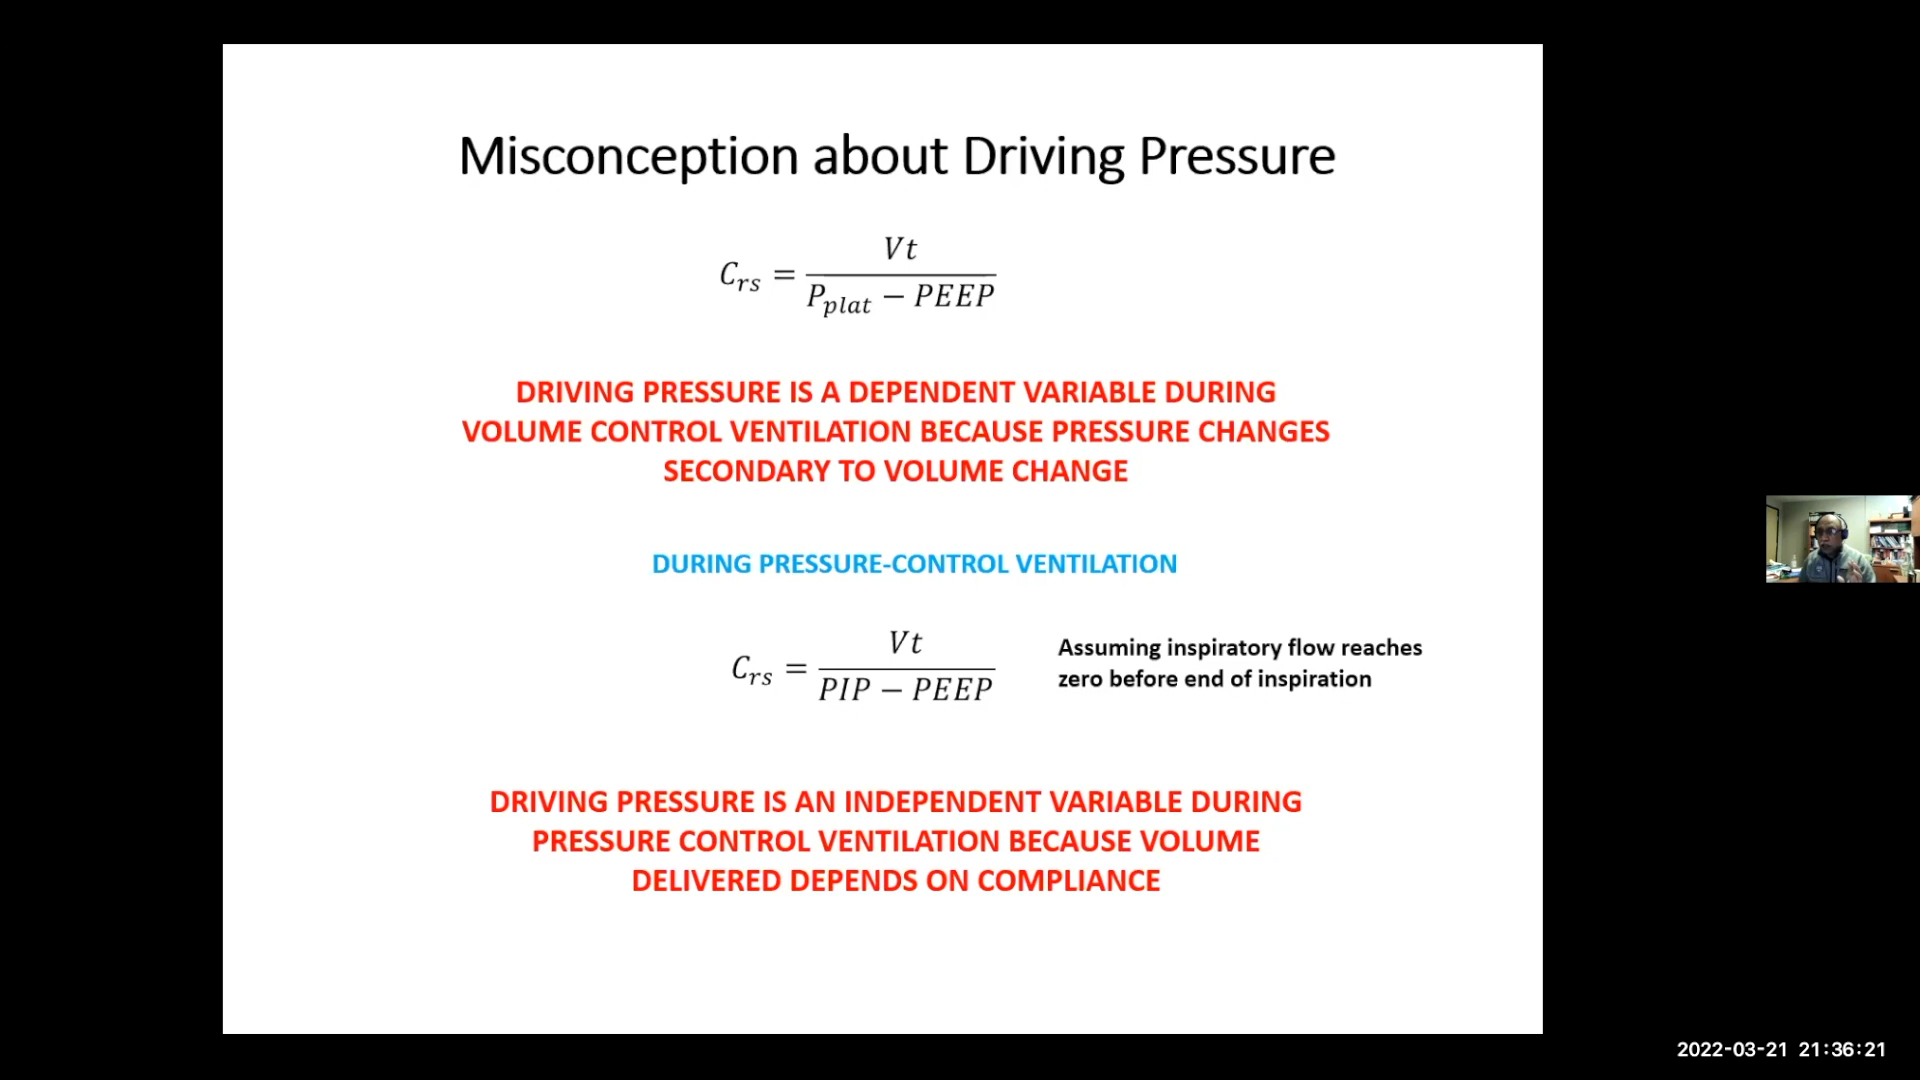 Misconception about Driving Pressure
C_rs = Vt / (P_plat − PEEP)
DRIVING PRESSURE IS A DEPENDENT VARIABLE DURING
VOLUME CONTROL VENTILATION BECAUSE PRESSURE CHANGES
SECONDARY TO VOLUME CHANGE
DURING PRESSURE-CONTROL VENTILATION
C_rs = Vt / (PIP − PEEP)
Assuming inspiratory flow reaches
zero before end of inspiration
DRIVING PRESSURE IS AN INDEPENDENT VARIABLE DURING
PRESSURE CONTROL VENTILATION BECAUSE VOLUME
DELIVERED DEPENDS ON COMPLIANCE
2022-03-21 21:36:21